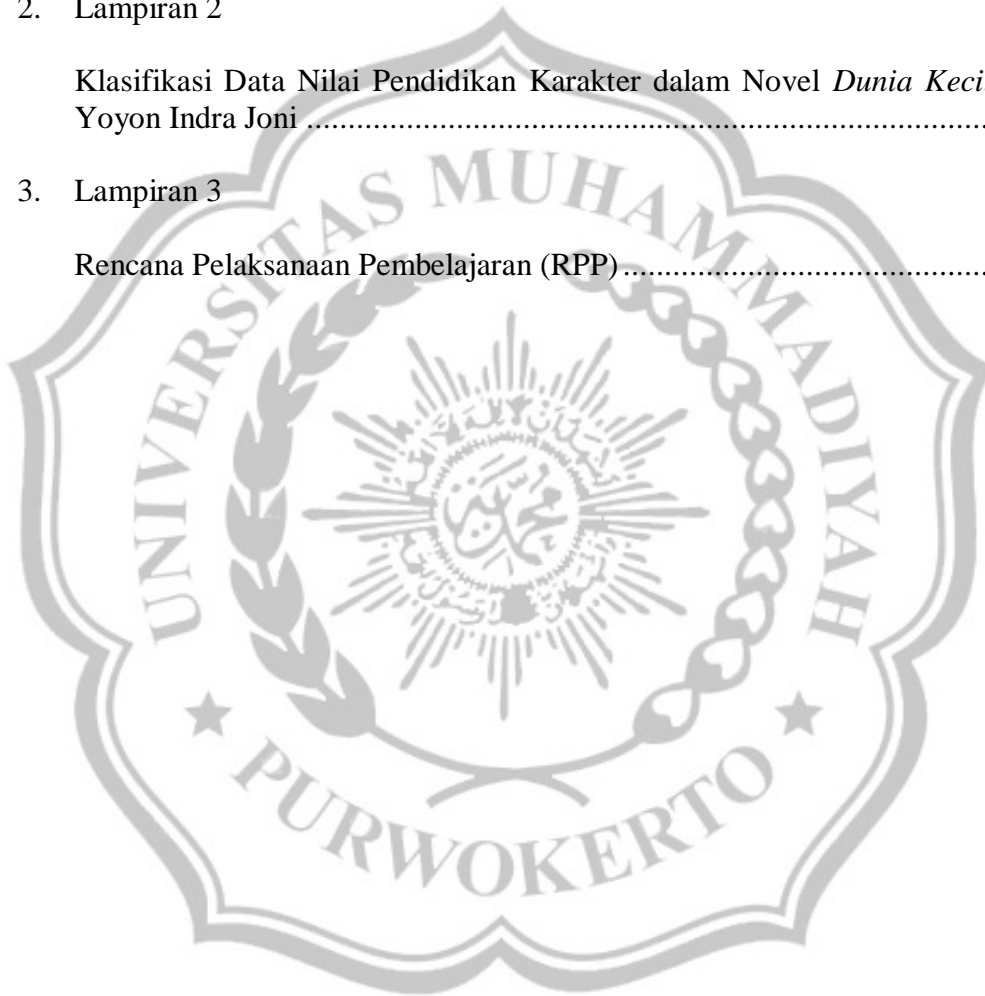 2. Lampiran 2
Klasifikasi Data Nilai Pendidikan Karakter dalam Novel Dunia Keci
Yoyon Indra Joni ................................................................................
3. Lampiran 3
Rencana Pelaksanaan Pembelajaran (RPP) ...........................................
UNIVERSITAS MUHAMMADIYAH
PURWOKERTO